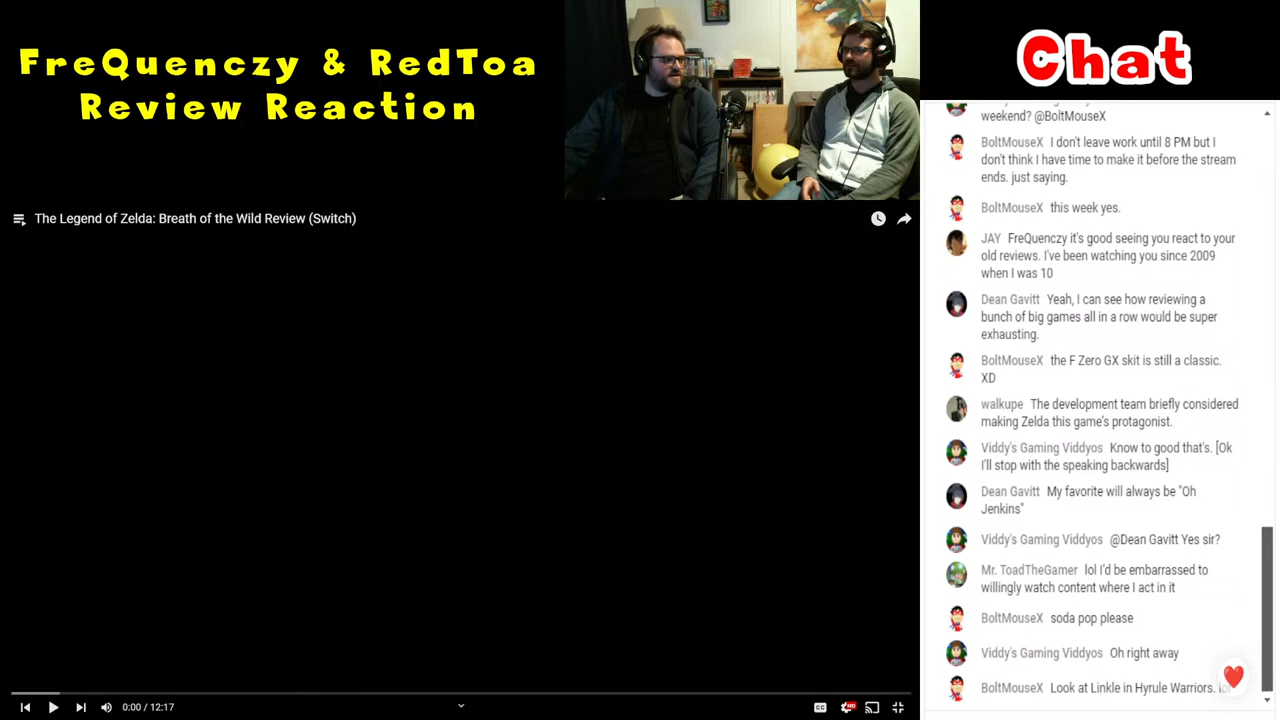 FreQuenczy & RedToa
Review Reaction
The Legend of Zelda: Breath of the Wild Review (Switch)
0:00 / 12:17
CC
HD
Chat
weekend? @BoltMouseX
BoltMouseX I don't leave work until 8 PM but I
don't think I have time to make it before the stream
ends. just saying.
BoltMouseX this week yes.
JAY FreQuenczy it's good seeing you react to your
old reviews. I've been watching you since 2009
when I was 10
Dean Gavitt Yeah, I can see how reviewing a
bunch of big games all in a row would be super
exhausting.
BoltMouseX the F Zero GX skit is still a classic.
XD
walkupe The development team briefly considered
making Zelda this game's protagonist.
Viddy's Gaming Viddyos Know to good that's. [Ok
I'll stop with the speaking backwards]
Dean Gavitt My favorite will always be "Oh
Jenkins"
Viddy's Gaming Viddyos @Dean Gavitt Yes sir?
Mr. ToadTheGamer lol I'd be embarrassed to
willingly watch content where I act in it
BoltMouseX soda pop please
Viddy's Gaming Viddyos Oh right away
BoltMouseX Look at Linkle in Hyrule Warriors. lol